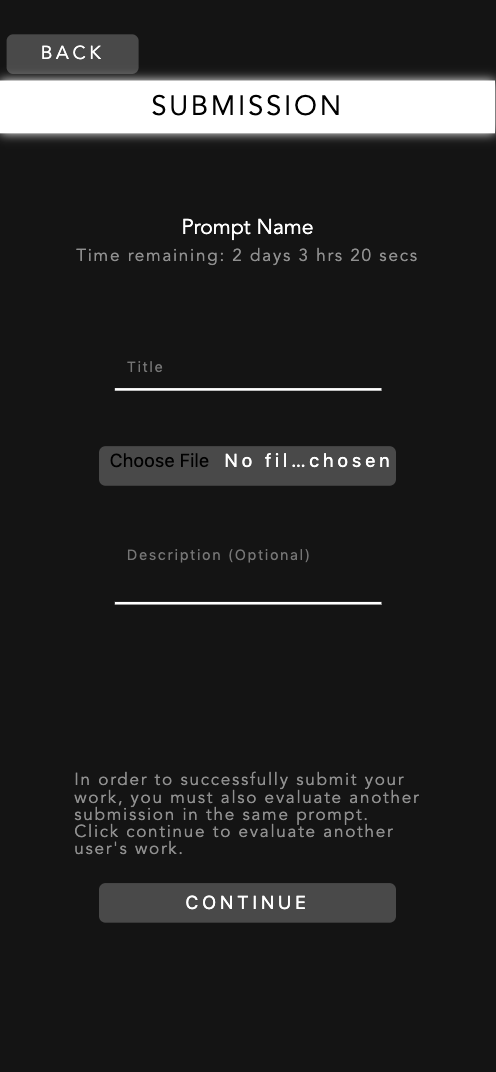 BACK
SUBMISSION
Prompt Name
Time remaining: 2 days 3 hrs 20 secs
Title
Choose File No fil...chosen
Description (Optional)
In order to successfully submit your
work, you must also evaluate another
submission in the same prompt.
Click continue to evaluate another
user's work.
CONTINUE